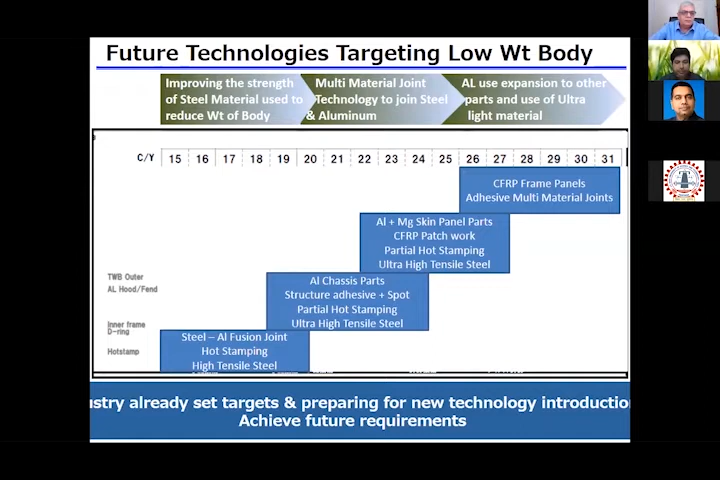 Future Technologies Targeting Low Wt Body
Improving the strength
of Steel Material used to
reduce Wt of Body
Multi Material Joint
Technology to join Steel
& Aluminum
AL use expansion to other
parts and use of Ultra
light material
C/Y 15 16 17 18 19 20 21 22 23 24 25 26 27 28 29 30 31
CFRP Frame Panels
Adhesive Multi Material Joints
Al + Mg Skin Panel Parts
CFRP Patch work
Partial Hot Stamping
Ultra High Tensile Steel
TWB Outer
AL Hood/Fend
Al Chassis Parts
Structure adhesive + Spot
Partial Hot Stamping
Ultra High Tensile Steel
Inner frame
D-ring
Hotstamp
Steel – Al Fusion Joint
Hot Stamping
High Tensile Steel
ustry already set targets & preparing for new technology introductio
Achieve future requirements